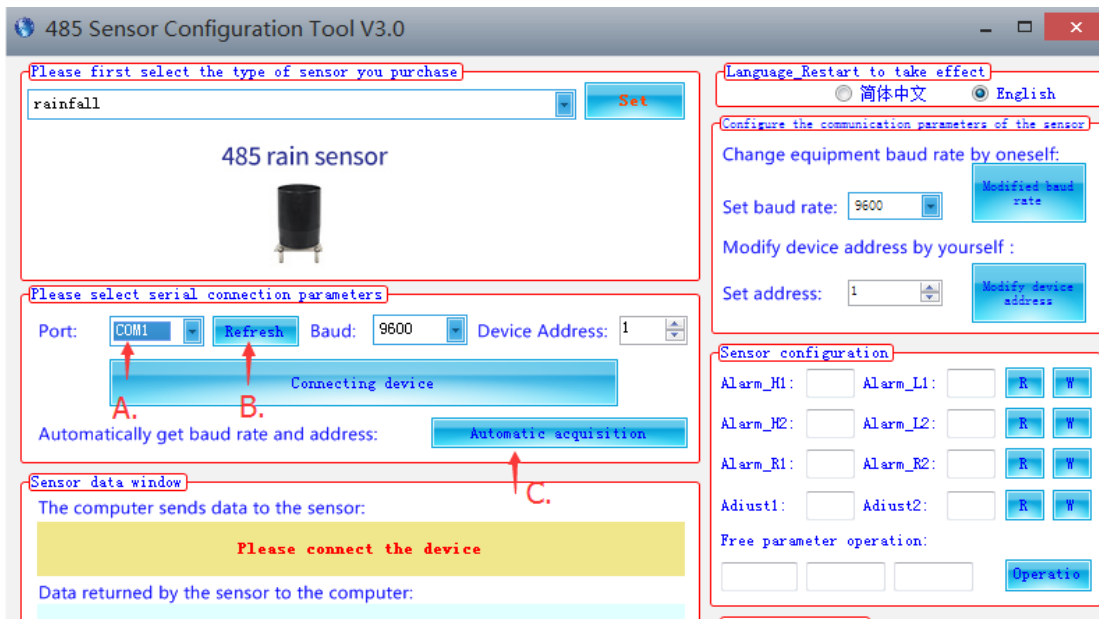 485 Sensor Configuration Tool V3.0
Please first select the type of sensor you purchase
rainfall
Set
485 rain sensor
Language_Restart to take effect
简体中文
English
Configure the communication parameters of the sensor
Change equipment baud rate by oneself:
Set baud rate:
9600
Modified baud
rate
Modify device address by yourself :
Set address:
1
Modify device
address
Please select serial connection parameters
Port:
COM1
Refresh
Baud:
9600
Device Address:
1
Connecting device
A.
B.
Automatically get baud rate and address:
Automatic acquisition
C.
Sensor configuration
Alarm_H1:
Alarm_L1:
R
W
Alarm_H2:
Alarm_L2:
R
W
Alarm_R1:
Alarm_R2:
R
W
Adiust1:
Adiust2:
R
W
Free parameter operation:
Operatio
Sensor data window
The computer sends data to the sensor:
Please connect the device
Data returned by the sensor to the computer: